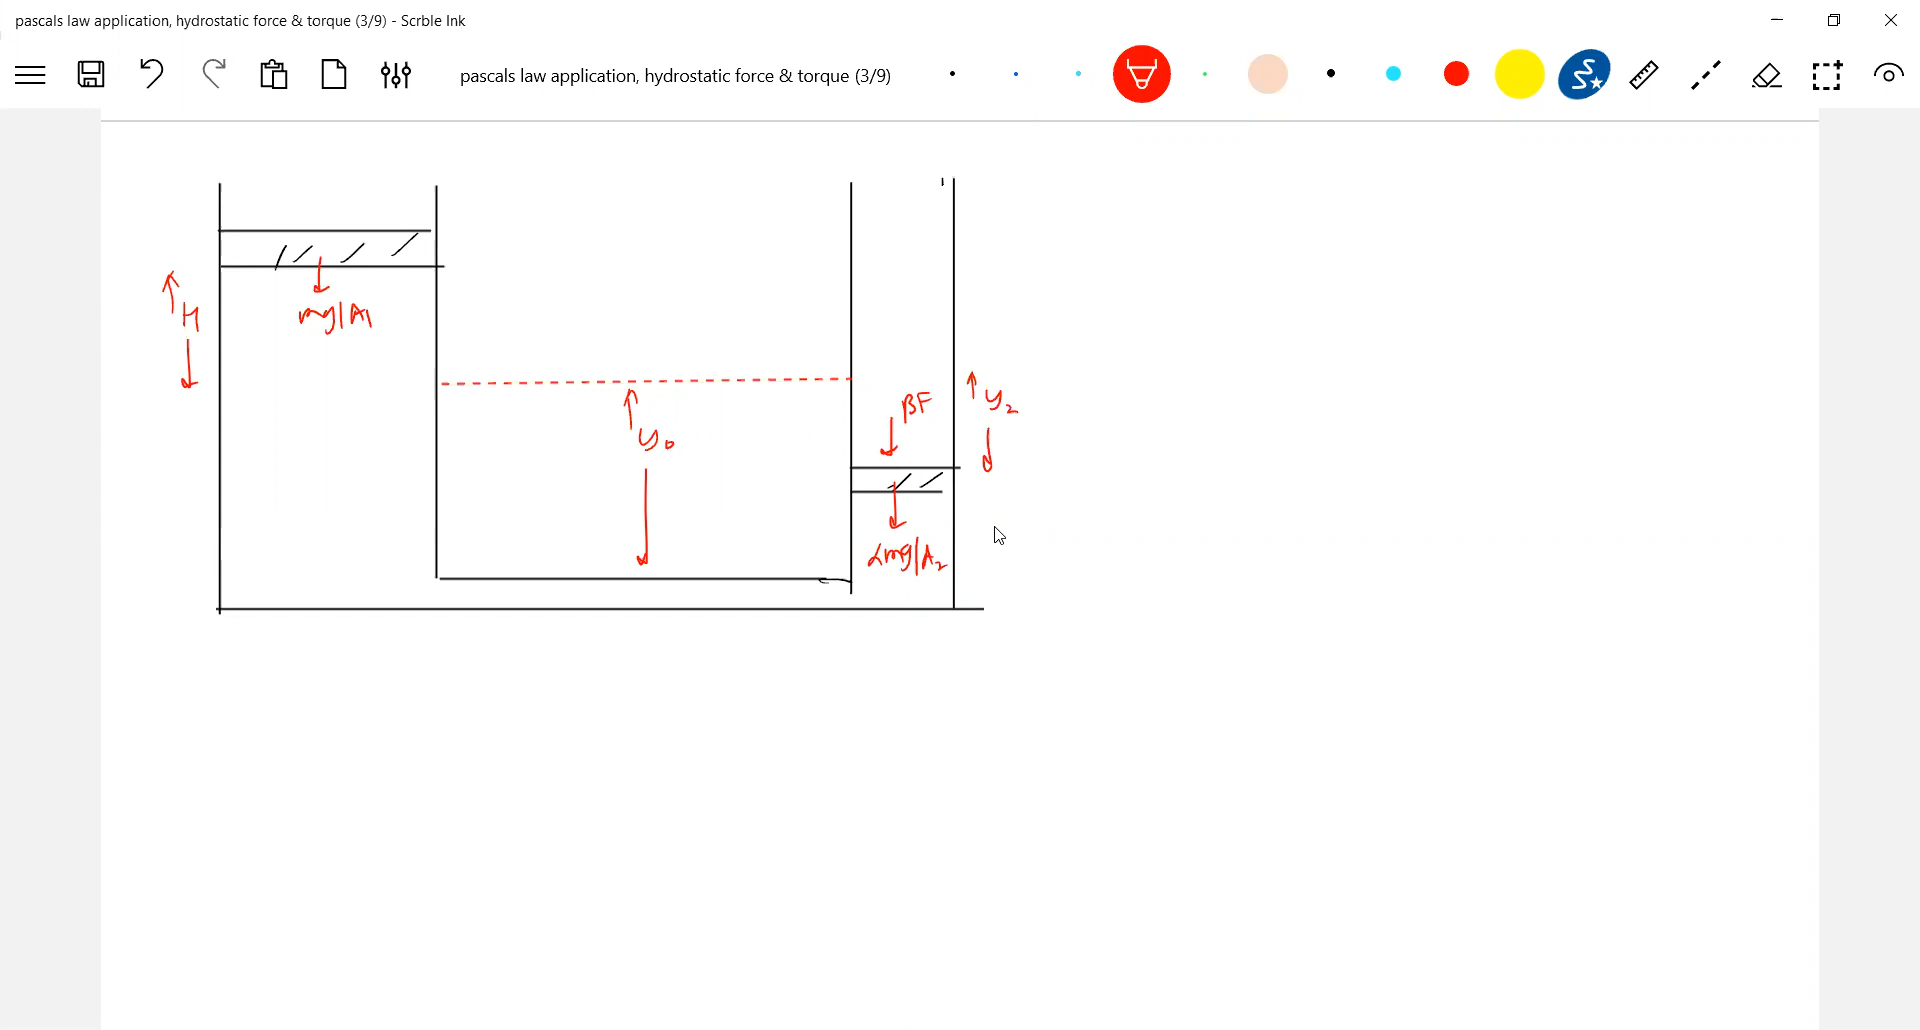 pascals law application, hydrostatic force & torque (3/9) - Scrble Ink
pascals law application, hydrostatic force & torque (3/9)
H
mg/A1
y0
βF
y2
αmg/A2